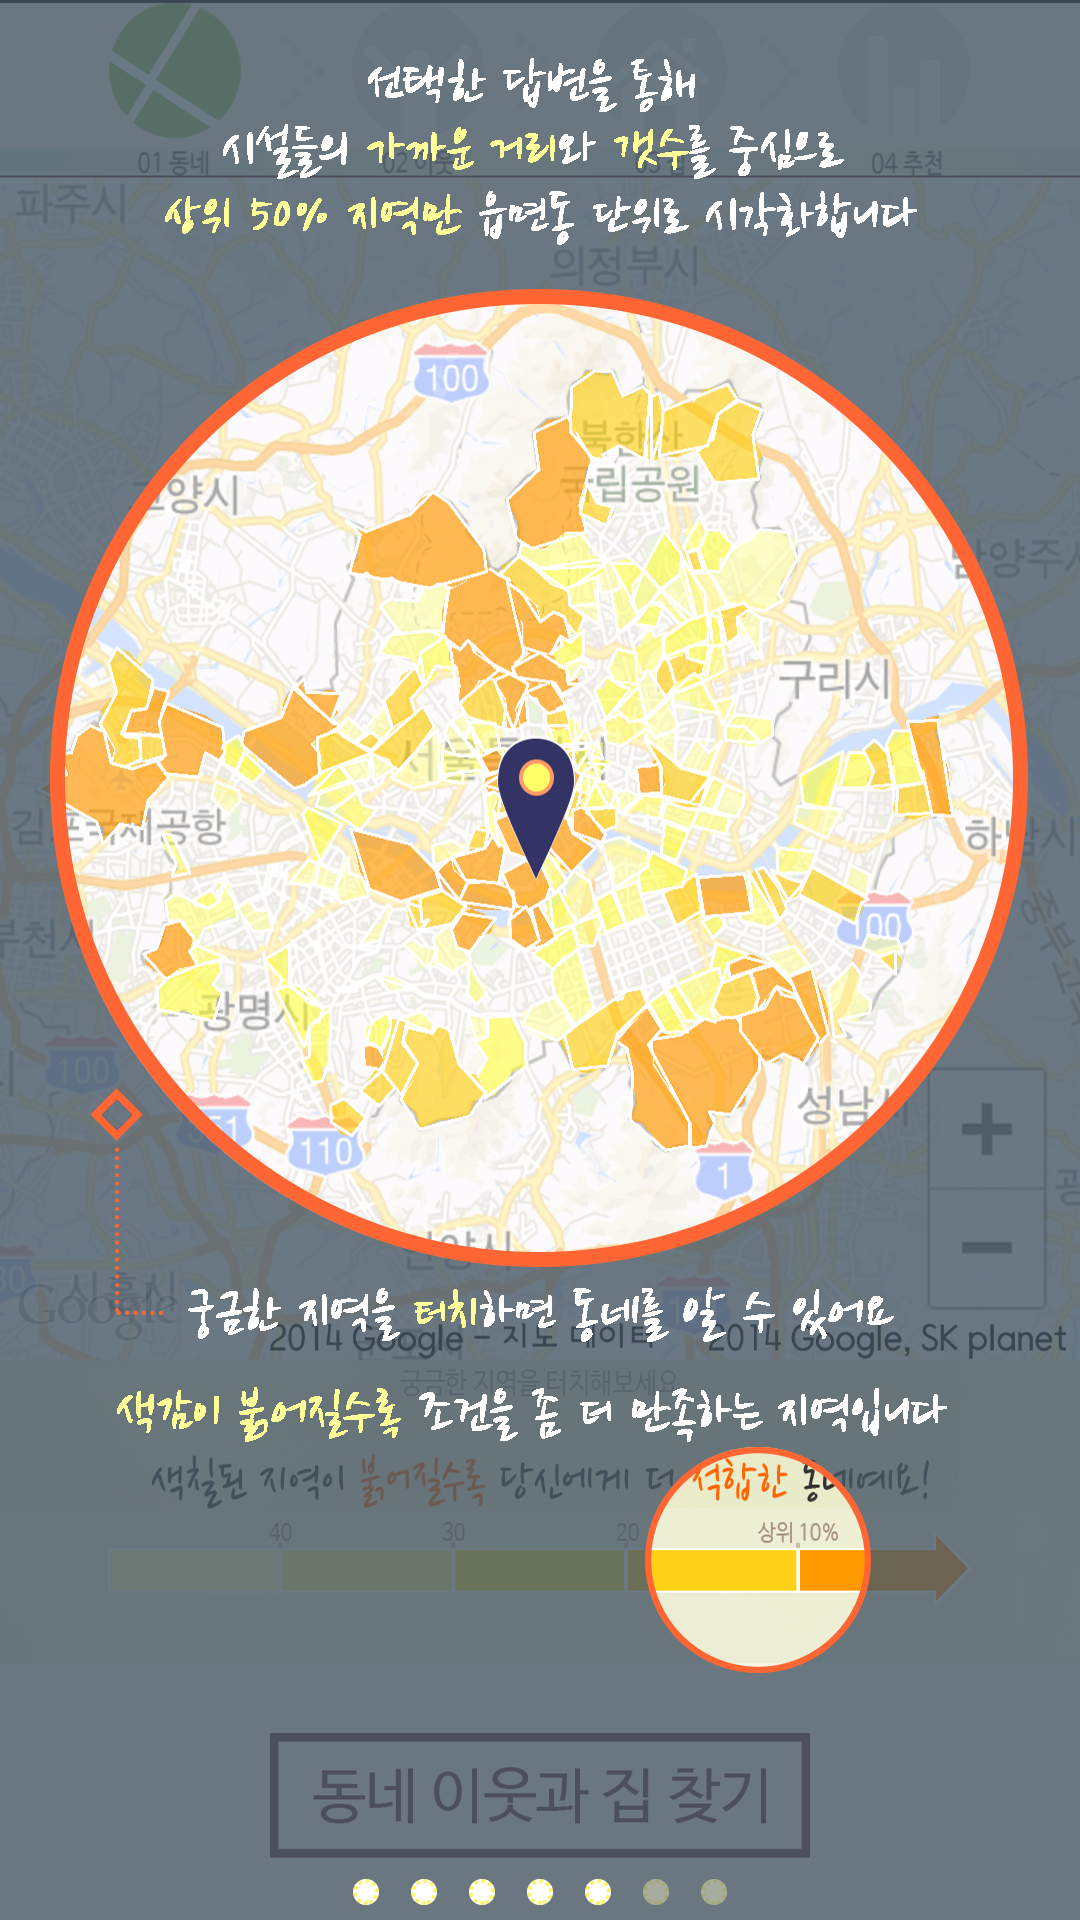 선택한 답변을 통해
시설들의 가까운 거리와 갯수를 중심으로
01 동네
04 추천
상위 50% 지역만 읍면동 단위로 시각화합니다
파주시
의정부시
100
북한산
국립공원
고양시
남양주시
구리시
서울특별시
김포국제공항
하남시
100
부천시
광명시
100
351
110
성남시
1
안양시
시흥시
Google
궁금한 지역을 터치하면 동네를 알 수 있어요
2014 Google - 지도 데이터
2014 Google, SK planet
궁금한 지역을 터치해보세요
색감이 붉어질수록 조건을 좀 더 만족하는 지역입니다
색칠된 지역이 붉어질수록 당신에게 더 적합한 동네예요!
40 30 20 상위 10%
동네 이웃과 집 찾기